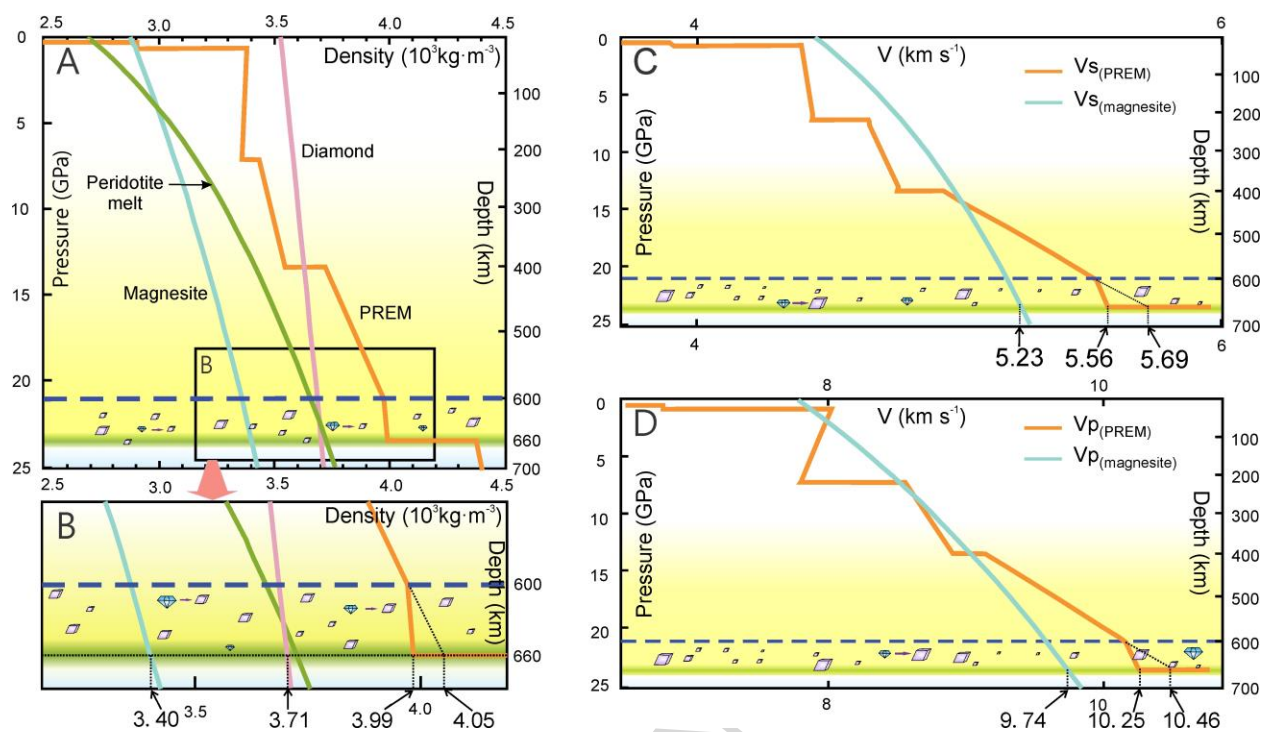 2.5 3.0 3.5 4.0 4.5
Density (10³kg·m⁻³)
A
0
5
10
15
20
25
Pressure (GPa)
100
200
300
400
500
600
660
700
Depth (km)
Diamond
Peridotite
melt
Magnesite
PREM
B
2.5 3.0 3.5 4.0 4.5
Density (10³kg·m⁻³)
B
600
660
Depth (km)
3.40 3.5 3.71 3.99 4.0 4.05
4 6
V (km s⁻¹)
C
Vs(PREM)
Vs(magnesite)
0
5
10
15
20
25
Pressure (GPa)
100
200
300
400
500
600
700
Depth (km)
4 6
5.23 5.56 5.69
8 10
V (km s⁻¹)
D
Vp(PREM)
Vp(magnesite)
0
5
10
15
20
25
Pressure (GPa)
100
200
300
400
500
600
700
Depth (km)
8 10
9.74 10.25 10.46